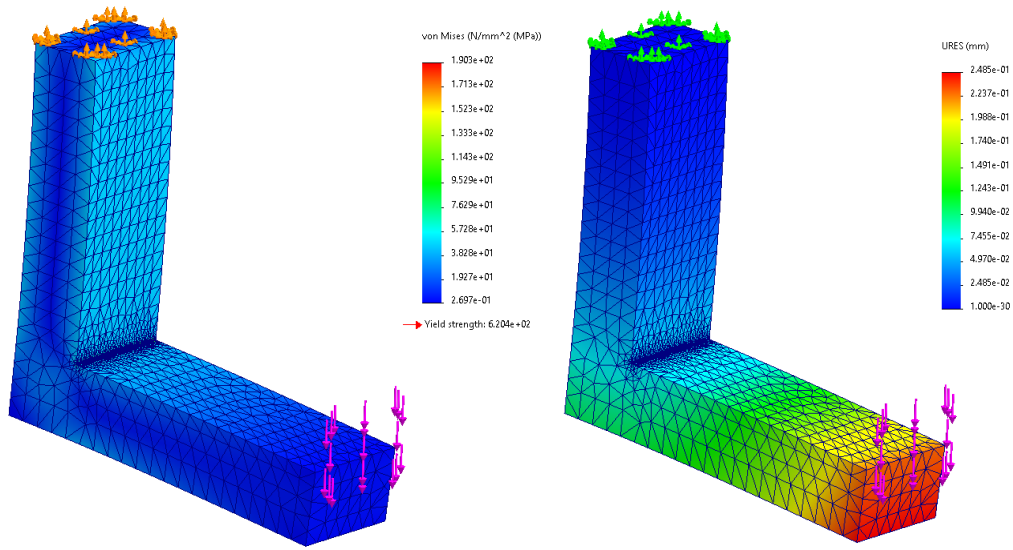 von Mises (N/mm^2 (MPa))
1.903e+02
1.713e+02
1.523e+02
1.333e+02
1.143e+02
9.529e+01
7.629e+01
5.728e+01
3.828e+01
1.927e+01
2.697e-01
Yield strength: 6.204e+02
URES (mm)
2.485e-01
2.237e-01
1.988e-01
1.740e-01
1.491e-01
1.243e-01
9.940e-02
7.455e-02
4.970e-02
2.485e-02
1.000e-30